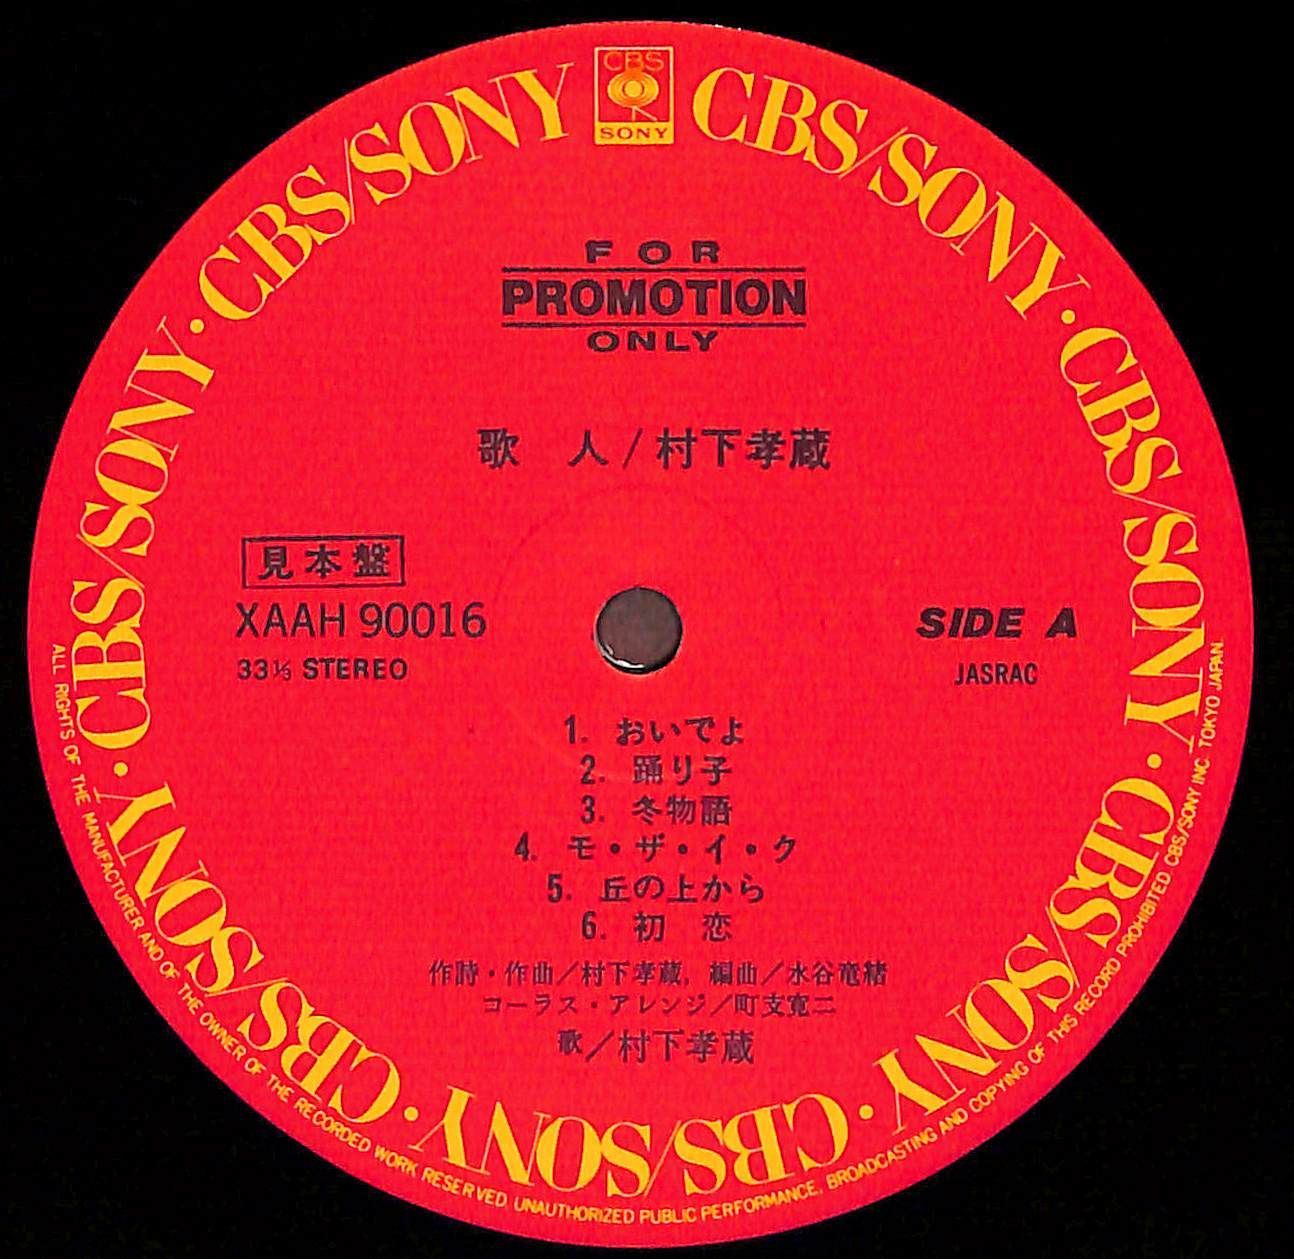 CBS
SONY
CBS/SONY · CBS/SONY · CBS/SONY · CBS/SONY · CBS/SONY · CBS/SONY · CBS/SONY · CBS/SONY
FOR
PROMOTION
ONLY
歌 人/村下孝蔵
見本盤
XAAH 90016
33⅓ STEREO
SIDE A
JASRAC
1. おいでよ
2. 踊り子
3. 冬物語
4. モ・ザ・イ・ク
5. 丘の上から
6. 初 恋
作詩・作曲/村下孝蔵, 編曲/水谷竜緒
コーラス・アレンジ/町支寛二
歌/村下孝蔵
ALL RIGHTS OF THE MANUFACTURER AND OF THE OWNER OF THE RECORDED WORK RESERVED. UNAUTHORIZED PUBLIC PERFORMANCE, BROADCASTING AND COPYING OF THIS RECORD PROHIBITED. CBS/SONY INC. TOKYO JAPAN